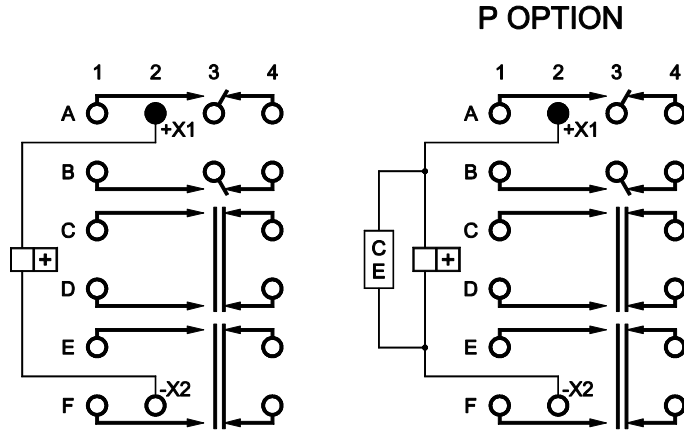 P OPTION
1 2 3 4 1 2 3 4
A A
+X1 +X1
B B
C C
+ C E +
D D
E E
-X2 -X2
F F